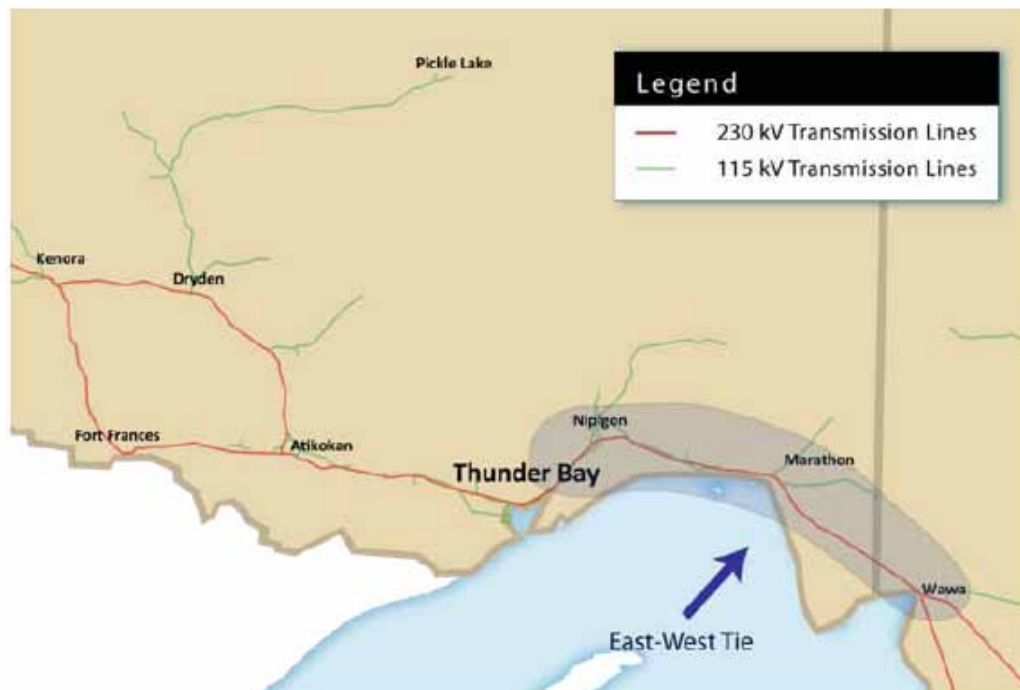 Pickle Lake
Legend
230 kV Transmission Lines
115 kV Transmission Lines
Kenora
Dryden
Fort Frances
Atikokan
Nipigon
Thunder Bay
Marathon
Wawa
East-West Tie